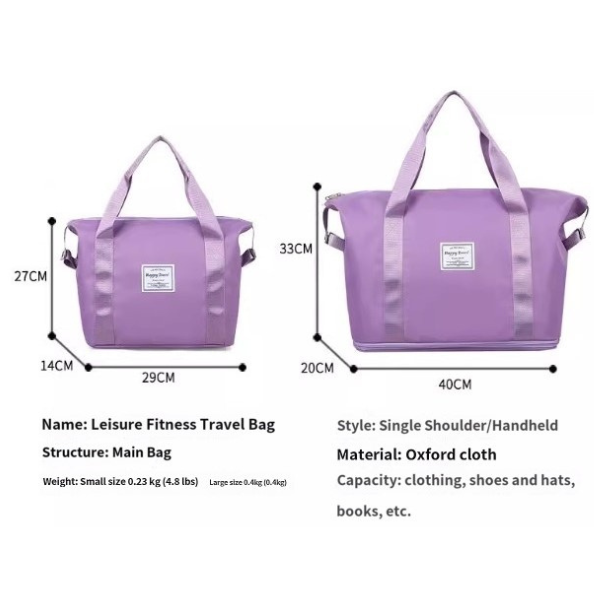 27CM
14CM
29CM
33CM
20CM
40CM
Happy Travel
Name: Leisure Fitness Travel Bag
Structure: Main Bag
Weight: Small size 0.23 kg (4.8 lbs) Large size 0.4kg (0.4kg)
Style: Single Shoulder/Handheld
Material: Oxford cloth
Capacity: clothing, shoes and hats,
books, etc.